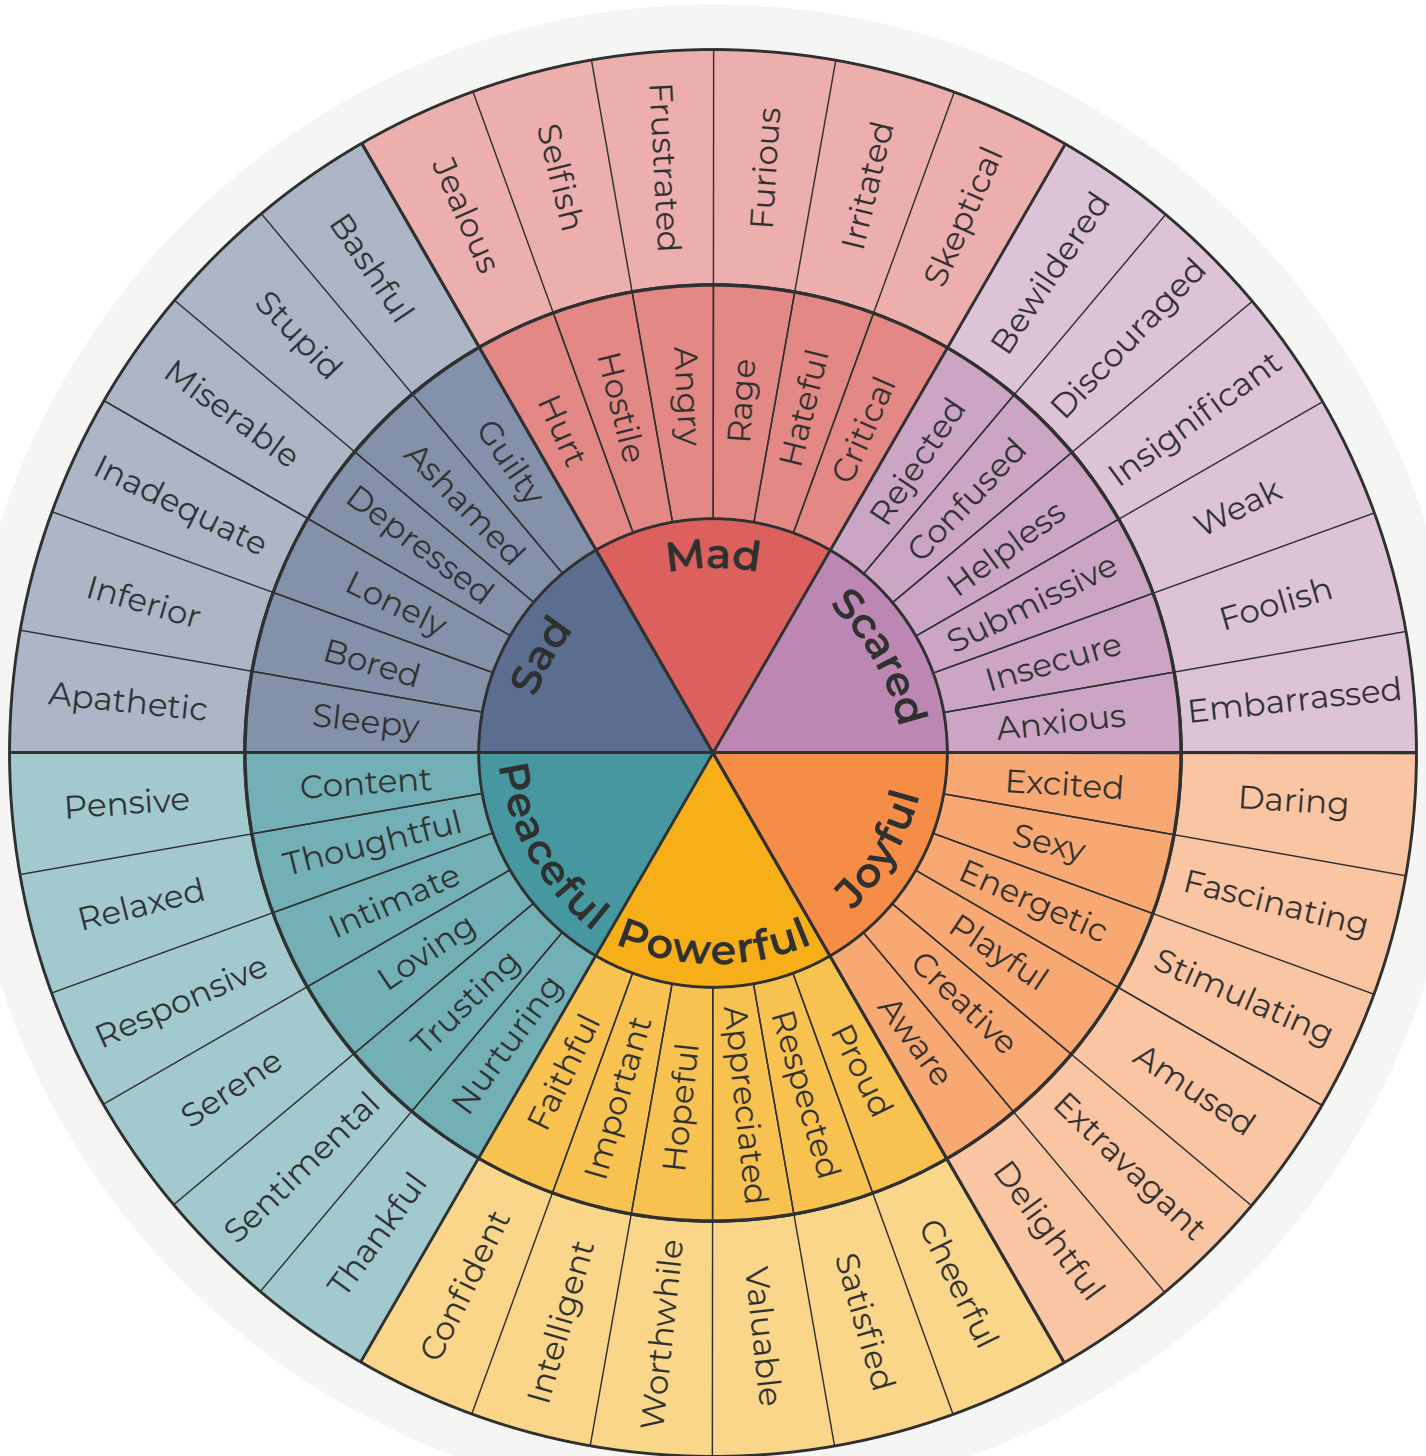 Mad
Scared
Joyful
Powerful
Peaceful
Sad
Hurt
Hostile
Angry
Rage
Hateful
Critical
Rejected
Confused
Helpless
Submissive
Insecure
Anxious
Excited
Sexy
Energetic
Playful
Creative
Aware
Proud
Respected
Appreciated
Hopeful
Important
Faithful
Nurturing
Trusting
Loving
Intimate
Thoughtful
Content
Sleepy
Bored
Lonely
Depressed
Ashamed
Guilty
Jealous
Selfish
Frustrated
Furious
Irritated
Skeptical
Bewildered
Discouraged
Insignificant
Weak
Foolish
Embarrassed
Daring
Fascinating
Stimulating
Amused
Extravagant
Delightful
Cheerful
Satisfied
Valuable
Worthwhile
Intelligent
Confident
Thankful
Sentimental
Serene
Responsive
Relaxed
Pensive
Apathetic
Inferior
Inadequate
Miserable
Stupid
Bashful